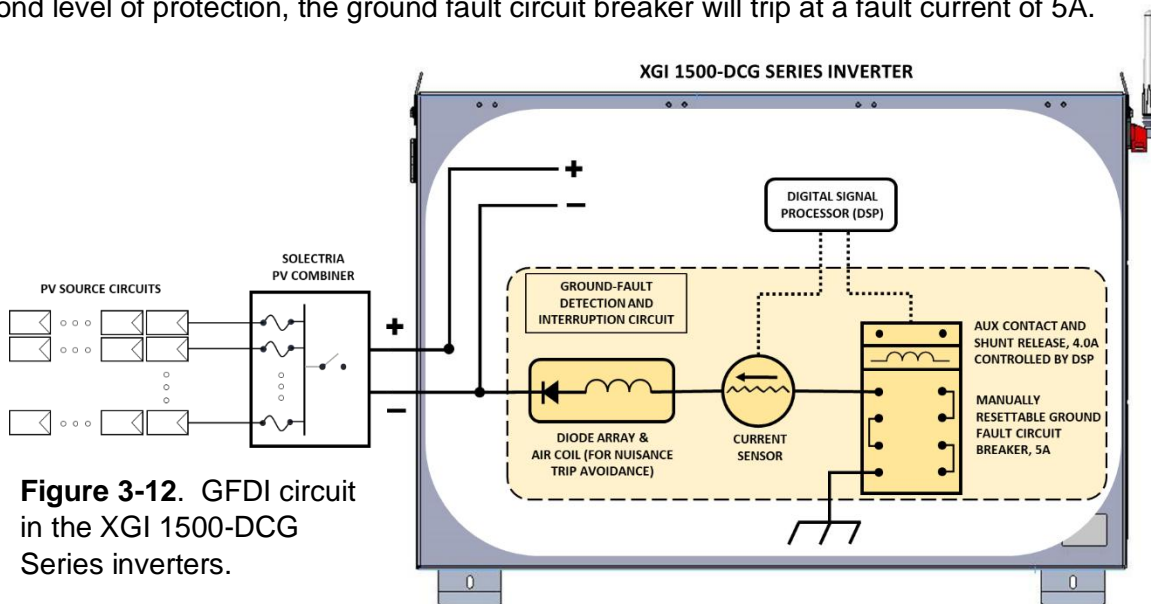 ond level of protection, the ground fault circuit breaker will trip at a fault current of 5A.
XGI 1500-DCG SERIES INVERTER
+
−
DIGITAL SIGNAL
PROCESSOR (DSP)
SOLECTRIA
PV COMBINER
PV SOURCE CIRCUITS
+
−
GROUND-FAULT
DETECTION AND
INTERRUPTION CIRCUIT
AUX CONTACT AND
SHUNT RELEASE, 4.0A
CONTROLLED BY DSP
MANUALLY
RESETTABLE GROUND
FAULT CIRCUIT
BREAKER, 5A
DIODE ARRAY &
AIR COIL (FOR NUISANCE
TRIP AVOIDANCE)
CURRENT
SENSOR
Figure 3-12. GFDI circuit
in the XGI 1500-DCG
Series inverters.